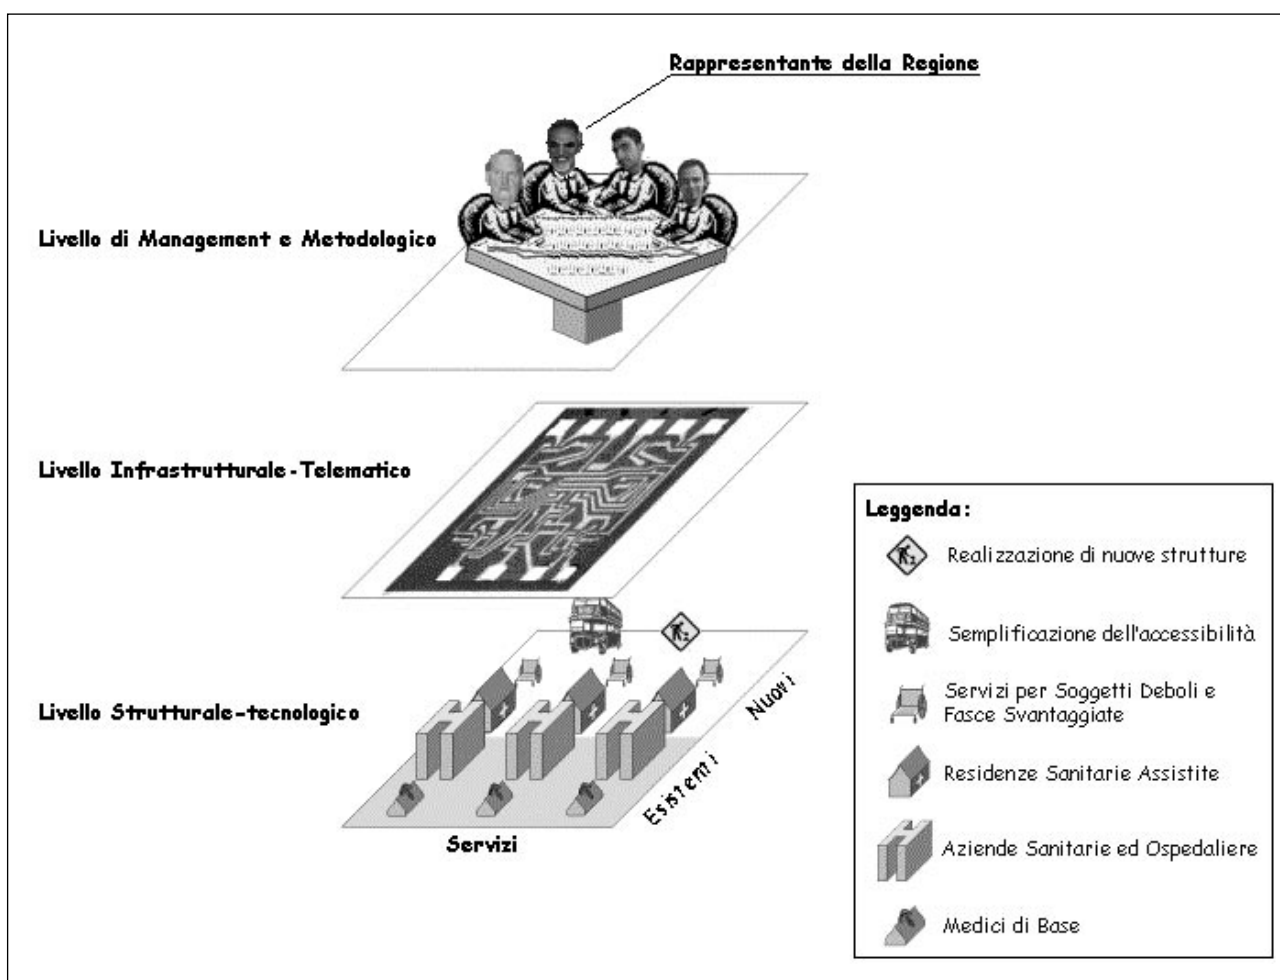 Rappresentante della Regione
Livello di Management e Metodologico
Livello Infrastrutturale-Telematico
Livello Strutturale-tecnologico
Nuovi
Esistenti
Servizi
Leggenda:
Realizzazione di nuove strutture
Semplificazione dell'accessibilità
Servizi per Soggetti Deboli e
Fasce Svantaggiate
Residenze Sanitarie Assistite
Aziende Sanitarie ed Ospedaliere
Medici di Base